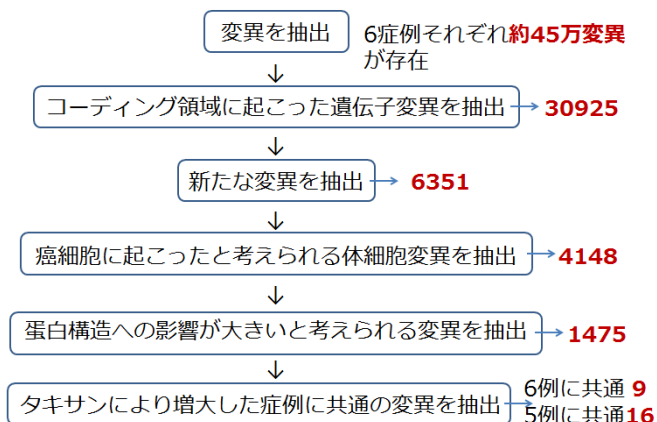 変異を抽出
6症例それぞれ約45万変異
が存在
↓
コーディング領域に起こった遺伝子変異を抽出 → 30925
↓
新たな変異を抽出 → 6351
↓
癌細胞に起こったと考えられる体細胞変異を抽出 → 4148
↓
蛋白構造への影響が大きいと考えられる変異を抽出 → 1475
↓
タキサンにより増大した症例に共通の変異を抽出 → 6例に共通 9
5例に共通16